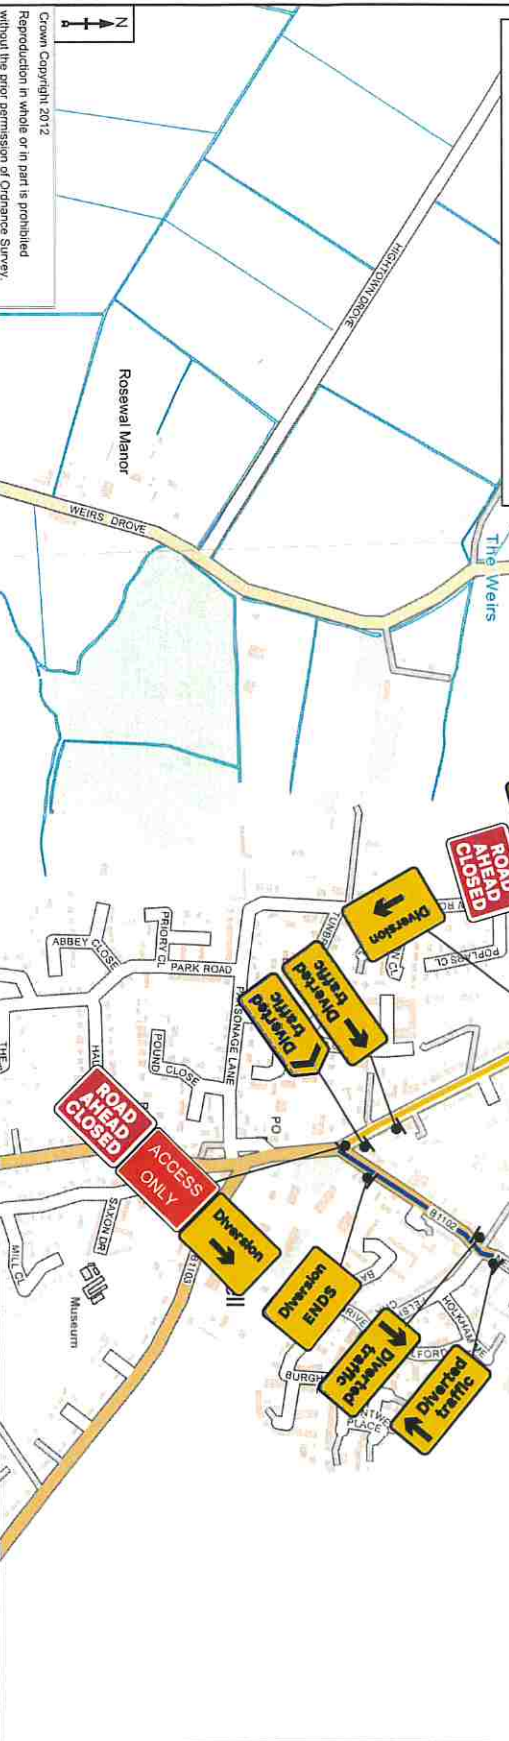 N
Crown Copyright 2012
Reproduction in whole or in part is prohibited
without the prior permission of Ordnance Survey.
HIGHTOWN DROVE
Rosewal Manor
WEIRS DROVE
The Weirs
ROAD
AHEAD
CLOSED
POPLARS CL
Diversion
Diverted
traffic
Diverted
traffic
ABBEY CLOSE
PRIORY CL
PARK ROAD
PARSONAGE LANE
POUND CLOSE
PO
ROAD
AHEAD
CLOSED
ACCESS
ONLY
Diversion
Diversion
ENDS
Diverted
traffic
Diverted
traffic
B1102
B1103
SAXON DR
MILL CL
Museum
THE